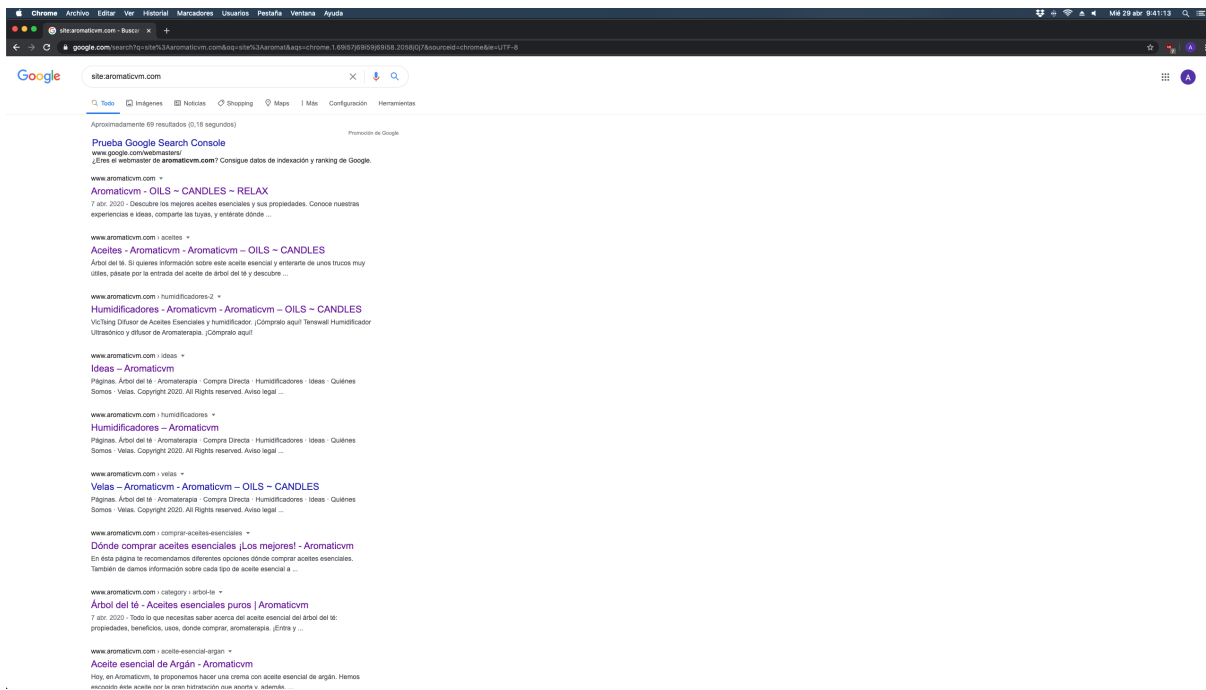 Chrome Archivo Editar Ver Historial Marcadores Usuarios Pestaña Ventana Ayuda Mié 29 abr 9:41:13
site:aromaticvm.com - Buscar
google.com/search?q=site%3Aaromaticvm.com&oq=site%3Aaromat&aqs=chrome.1.69i57j69i59j69i58.2058j0j7&sourceid=chrome&ie=UTF-8
Google site:aromaticvm.com A
Todo Imágenes Noticias Shopping Maps Más Configuración Herramientas
Aproximadamente 69 resultados (0,18 segundos)
Promoción de Google
Prueba Google Search Console
www.google.com/webmasters/
¿Eres el webmaster de aromaticvm.com? Consigue datos de indexación y ranking de Google.
www.aromaticvm.com
Aromaticvm - OILS ~ CANDLES ~ RELAX
7 abr. 2020 - Descubre los mejores aceites esenciales y sus propiedades. Conoce nuestras
experiencias e ideas, comparte las tuyas, y entérate dónde ...
www.aromaticvm.com › aceites
Aceites - Aromaticvm - Aromaticvm – OILS ~ CANDLES
Árbol del té. Si quieres información sobre este aceite esencial y enterarte de unos trucos muy
útiles, pásate por la entrada del aceite de árbol del té y descubre ...
www.aromaticvm.com › humidificadores-2
Humidificadores - Aromaticvm - Aromaticvm – OILS ~ CANDLES
VicTsing Difusor de Aceites Esenciales y humidificador. ¡Cómpralo aquí! Tenswall Humidificador
Ultrasónico y difusor de Aromaterapia. ¡Cómpralo aquí!
www.aromaticvm.com › ideas
Ideas – Aromaticvm
Páginas. Árbol del té · Aromaterapia · Compra Directa · Humidificadores · Ideas · Quiénes
Somos · Velas. Copyright 2020. All Rights reserved. Aviso legal ...
www.aromaticvm.com › humidificadores
Humidificadores – Aromaticvm
Páginas. Árbol del té · Aromaterapia · Compra Directa · Humidificadores · Ideas · Quiénes
Somos · Velas. Copyright 2020. All Rights reserved. Aviso legal ...
www.aromaticvm.com › velas
Velas – Aromaticvm - Aromaticvm – OILS ~ CANDLES
Páginas. Árbol del té · Aromaterapia · Compra Directa · Humidificadores · Ideas · Quiénes
Somos · Velas. Copyright 2020. All Rights reserved. Aviso legal ...
www.aromaticvm.com › comprar-aceites-esenciales
Dónde comprar aceites esenciales ¡Los mejores! - Aromaticvm
En ésta página te recomendamos diferentes opciones dónde comprar aceites esenciales.
También de damos información sobre cada tipo de aceite esencial a ...
www.aromaticvm.com › category › arbol-te
Árbol del té - Aceites esenciales puros | Aromaticvm
7 abr. 2020 - Todo lo que necesitas saber acerca del aceite esencial del árbol del té:
propiedades, beneficios, usos, donde comprar, aromaterapia. ¡Entra y ...
www.aromaticvm.com › aceite-esencial-argan
Aceite esencial de Argán - Aromaticvm
Hoy, en Aromaticvm, te proponemos hacer una crema con aceite esencial de argán. Hemos
escogido éste aceite por la gran hidratación que aporta y, además, ...